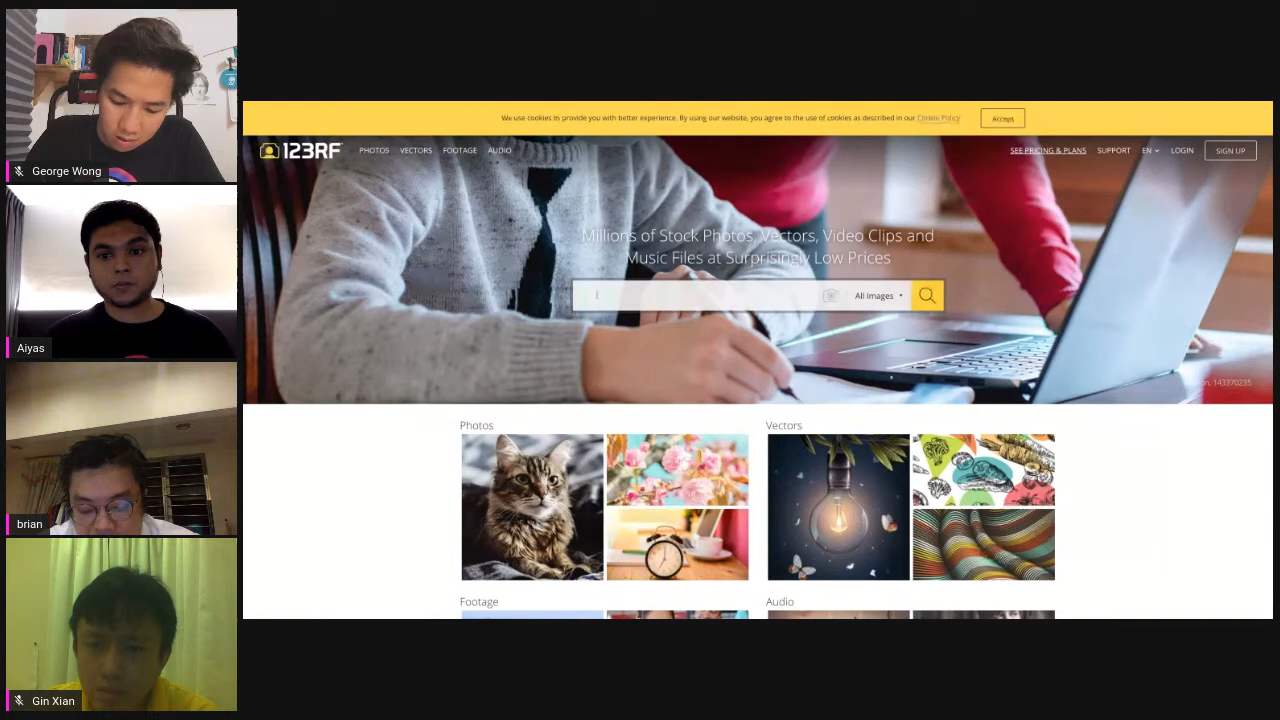 George Wong
Aiyas
brian
Gin Xian
We use cookies to provide you with better experience. By using our website, you agree to the use of cookies as described in our Cookie Policy
Accept
123RF
PHOTOS VECTORS FOOTAGE AUDIO
SEE PRICING & PLANS SUPPORT EN LOGIN SIGN UP
Millions of Stock Photos, Vectors, Video Clips and
Music Files at Surprisingly Low Prices
All Images
143370235
Photos
Vectors
Footage
Audio